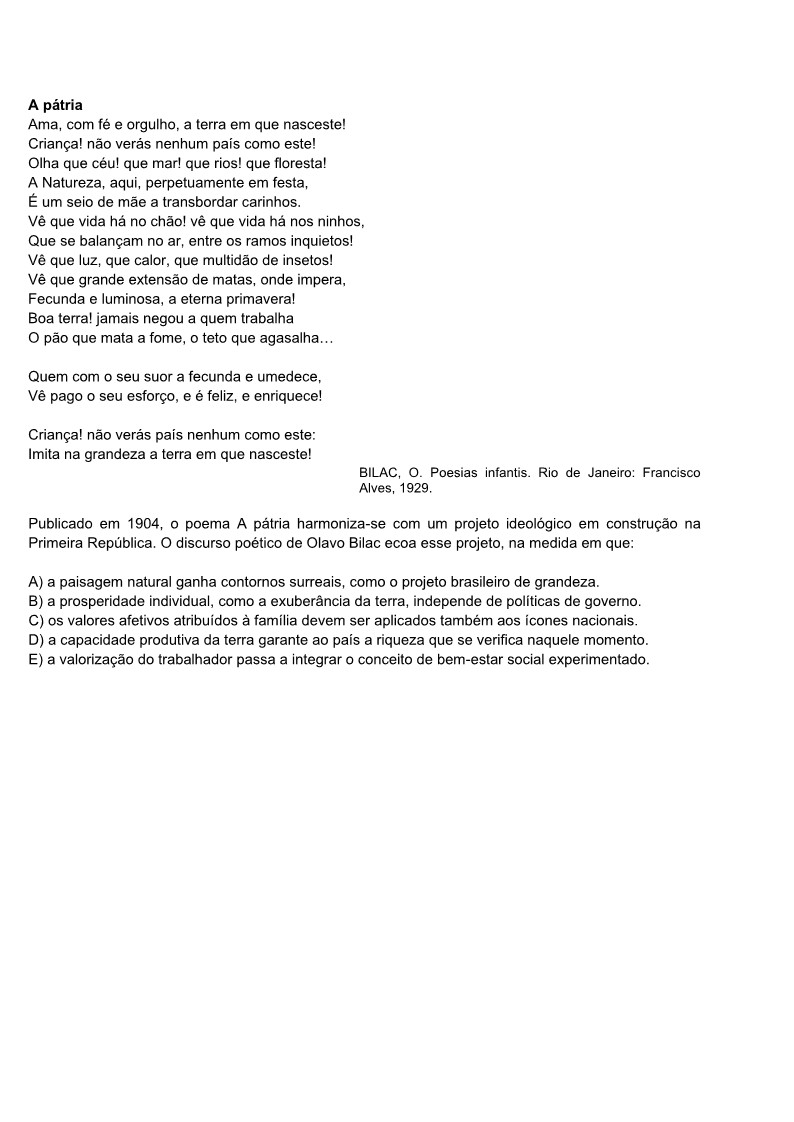 A pátria
Ama, com fé e orgulho, a terra em que nasceste!
Criança! não verás nenhum país como este!
Olha que céu! que mar! que rios! que floresta!
A Natureza, aqui, perpetuamente em festa,
É um seio de mãe a transbordar carinhos.
Vê que vida há no chão! vê que vida há nos ninhos,
Que se balançam no ar, entre os ramos inquietos!
Vê que luz, que calor, que multidão de insetos!
Vê que grande extensão de matas, onde impera,
Fecunda e luminosa, a eterna primavera!
Boa terra! jamais negou a quem trabalha
O pão que mata a fome, o teto que agasalha…
Quem com o seu suor a fecunda e umedece,
Vê pago o seu esforço, e é feliz, e enriquece!
Criança! não verás país nenhum como este:
Imita na grandeza a terra em que nasceste!
BILAC, O. Poesias infantis. Rio de Janeiro: Francisco
Alves, 1929.
Publicado em 1904, o poema A pátria harmoniza-se com um projeto ideológico em construção na
Primeira República. O discurso poético de Olavo Bilac ecoa esse projeto, na medida em que:
A) a paisagem natural ganha contornos surreais, como o projeto brasileiro de grandeza.
B) a prosperidade individual, como a exuberância da terra, independe de políticas de governo.
C) os valores afetivos atribuídos à família devem ser aplicados também aos ícones nacionais.
D) a capacidade produtiva da terra garante ao país a riqueza que se verifica naquele momento.
E) a valorização do trabalhador passa a integrar o conceito de bem-estar social experimentado.